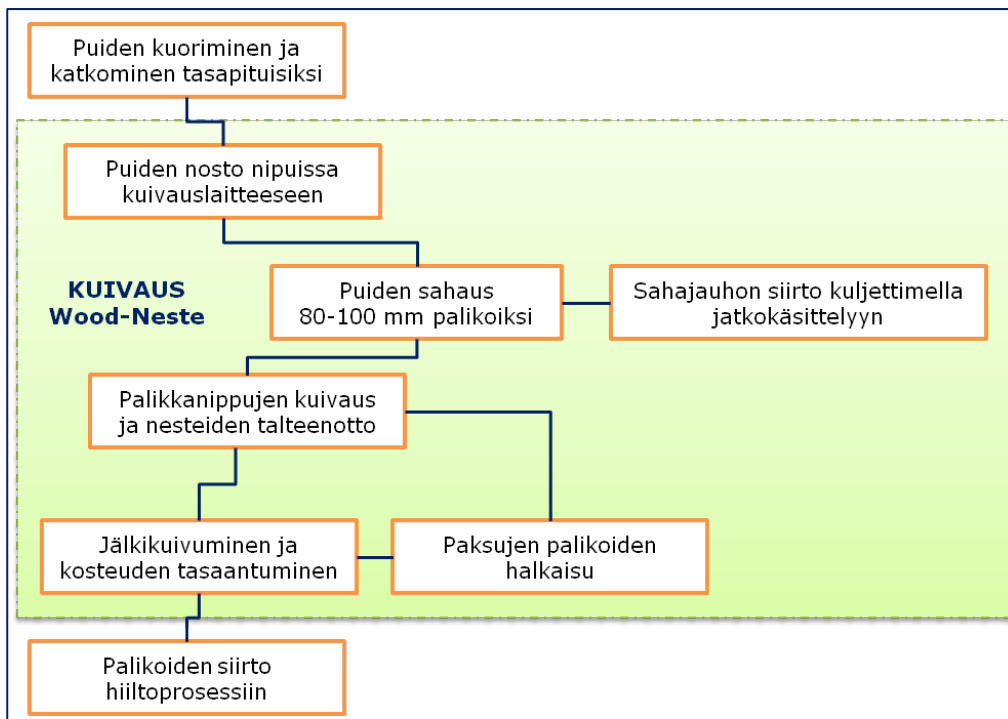 Puiden kuoriminen ja
katkominen tasapituisiksi
Puiden nosto nipuissa
kuivauslaitteeseen
KUIVAUS
Wood-Neste
Puiden sahaus
80-100 mm palikoiksi
Sahajauhon siirto kuljettimella
jatkokäsittelyyn
Palikkanippujen kuivaus
ja nesteiden talteenotto
Jälkikuivuminen ja
kosteuden tasaantuminen
Paksujen palikoiden
halkaisu
Palikoiden siirto
hiiltoprosessiin